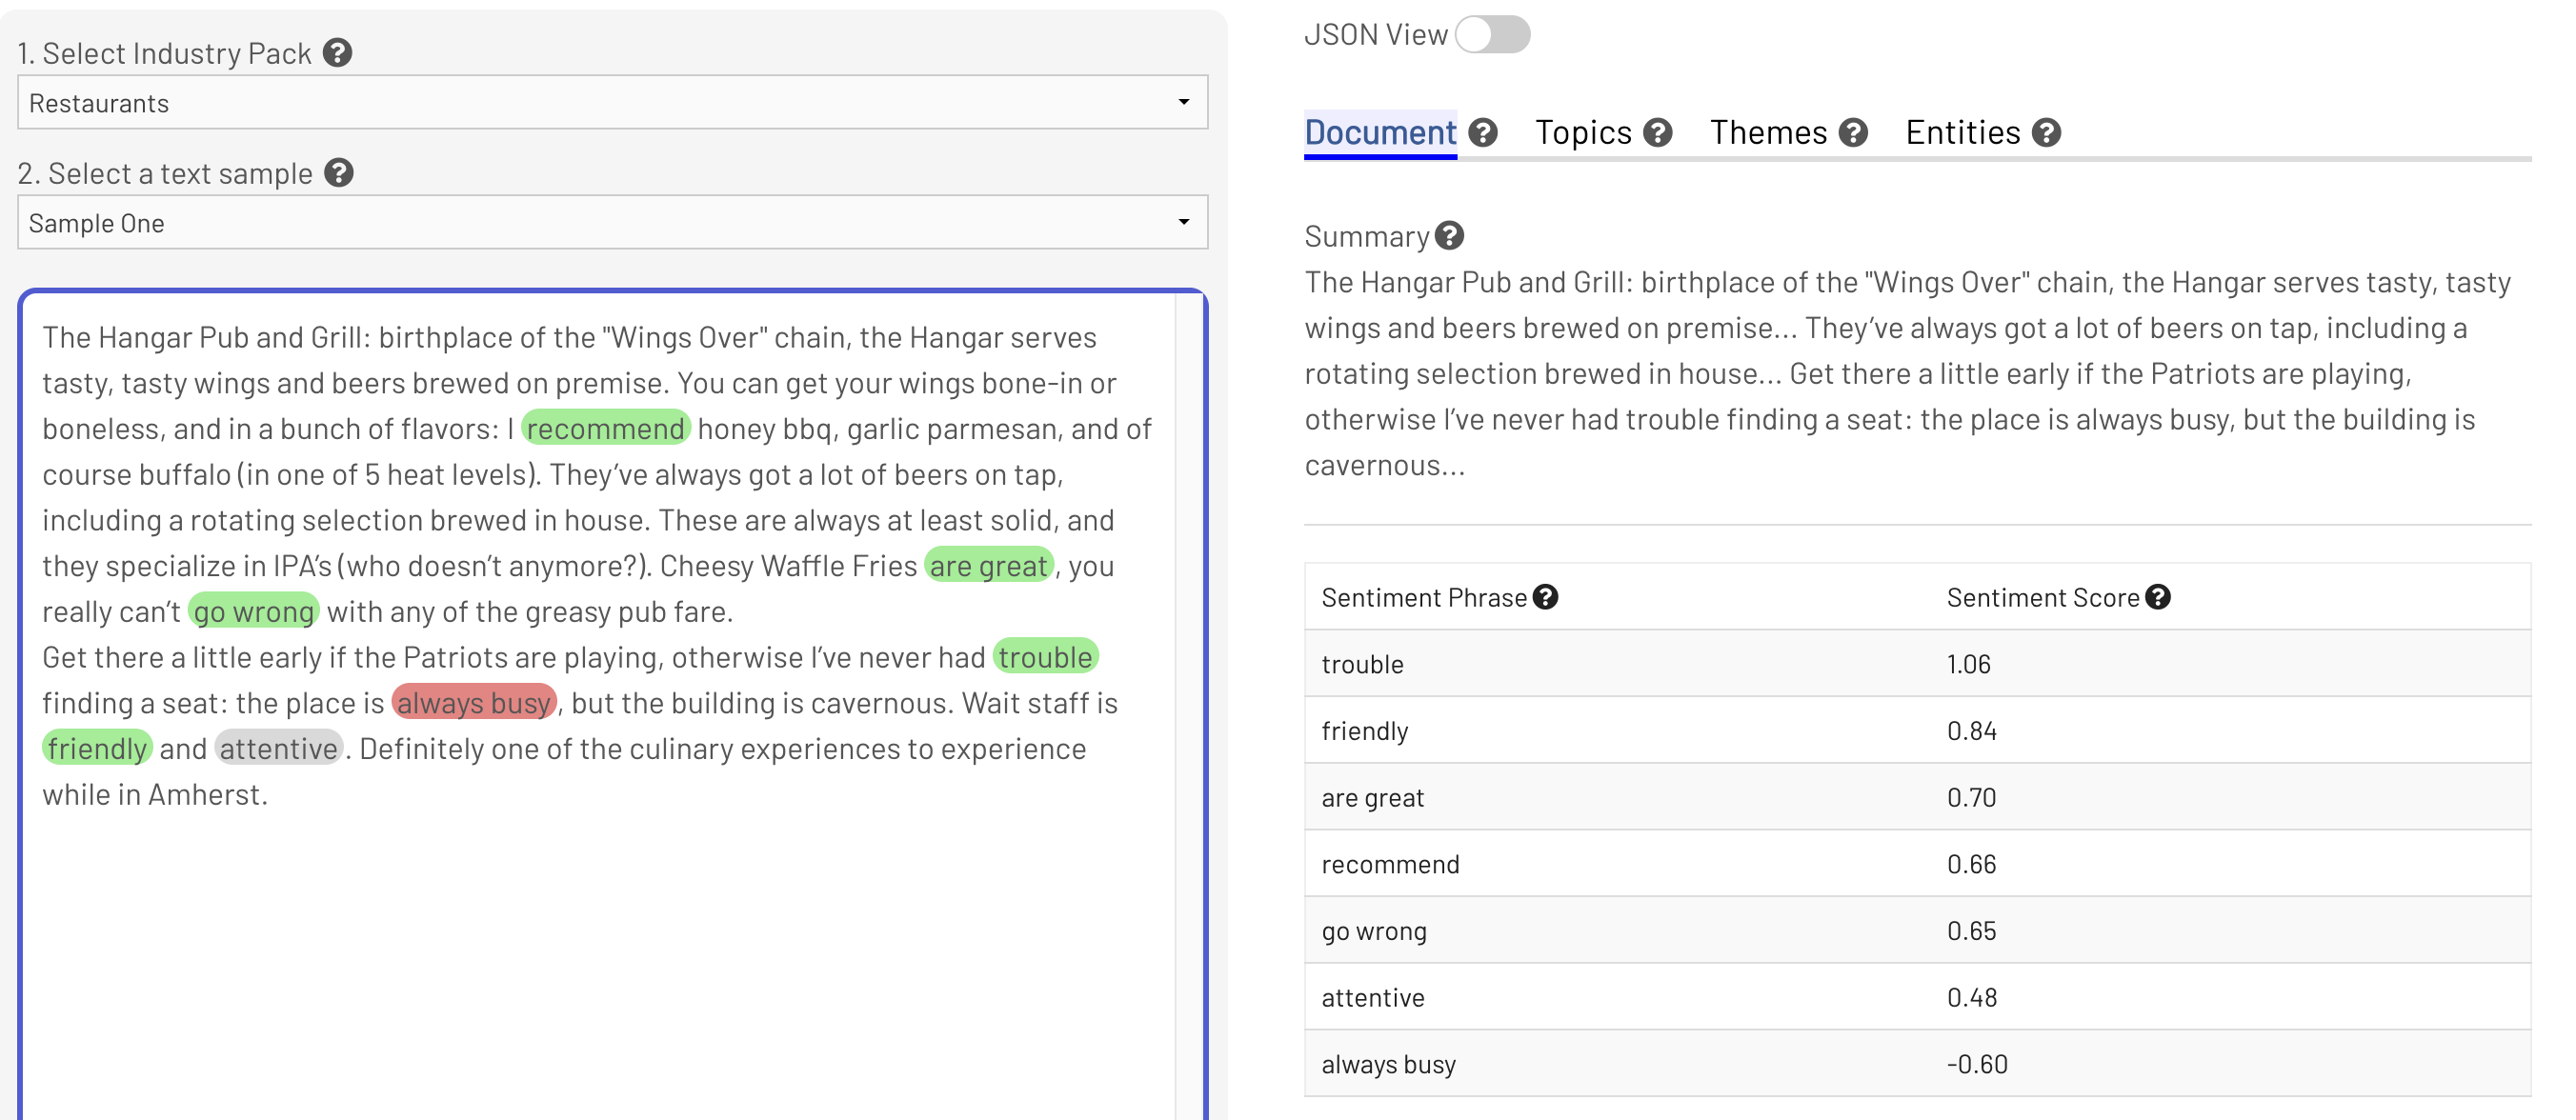 1. Select Industry Pack ?
Restaurants
2. Select a text sample ?
Sample One
The Hangar Pub and Grill: birthplace of the "Wings Over" chain, the Hangar serves
tasty, tasty wings and beers brewed on premise. You can get your wings bone-in or
boneless, and in a bunch of flavors: I recommend honey bbq, garlic parmesan, and of
course buffalo (in one of 5 heat levels). They’ve always got a lot of beers on tap,
including a rotating selection brewed in house. These are always at least solid, and
they specialize in IPA’s (who doesn’t anymore?). Cheesy Waffle Fries are great, you
really can’t go wrong with any of the greasy pub fare.
Get there a little early if the Patriots are playing, otherwise I’ve never had trouble
finding a seat: the place is always busy, but the building is cavernous. Wait staff is
friendly and attentive. Definitely one of the culinary experiences to experience
while in Amherst.
JSON View
Document ? Topics ? Themes ? Entities ?
Summary ?
The Hangar Pub and Grill: birthplace of the "Wings Over" chain, the Hangar serves tasty, tasty
wings and beers brewed on premise... They’ve always got a lot of beers on tap, including a
rotating selection brewed in house... Get there a little early if the Patriots are playing,
otherwise I’ve never had trouble finding a seat: the place is always busy, but the building is
cavernous...
Sentiment Phrase ? Sentiment Score ?
trouble 1.06
friendly 0.84
are great 0.70
recommend 0.66
go wrong 0.65
attentive 0.48
always busy -0.60